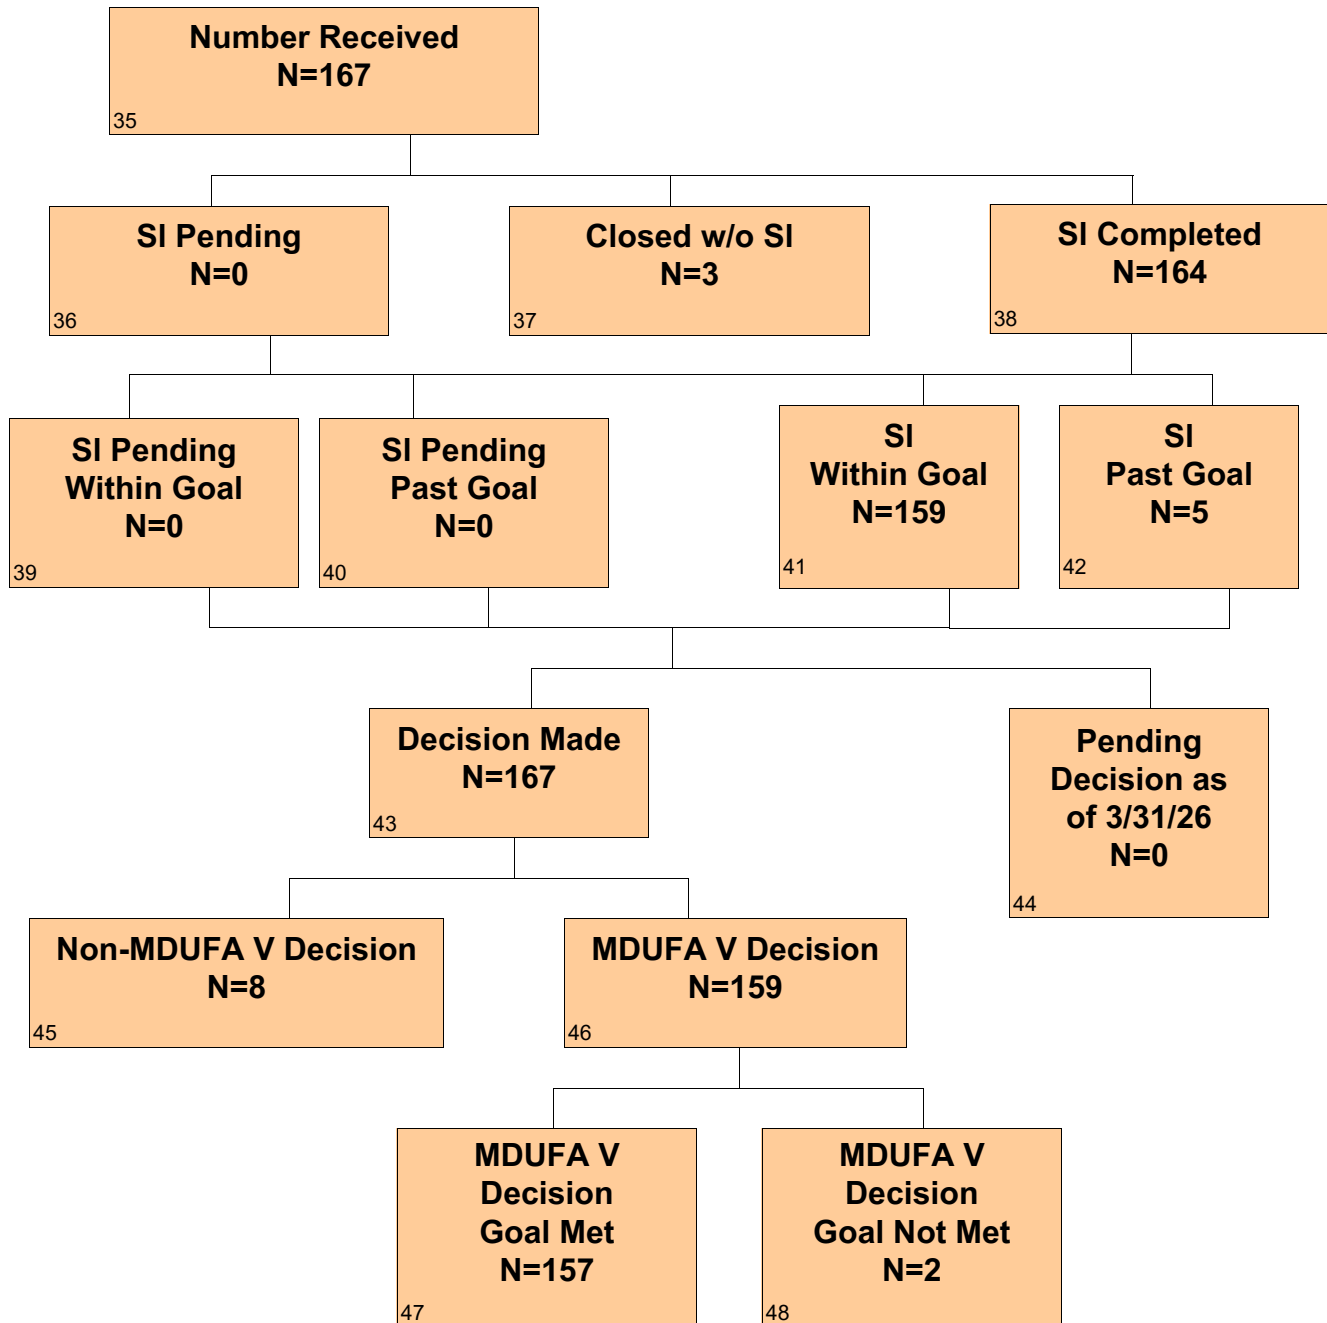 Number Received
N=167
35
SI Pending
N=0
36
Closed w/o SI
N=3
37
SI Completed
N=164
38
SI Pending
Within Goal
N=0
39
SI Pending
Past Goal
N=0
40
SI
Within Goal
N=159
41
SI
Past Goal
N=5
42
Decision Made
N=167
43
Pending
Decision as
of 3/31/26
N=0
44
Non-MDUFA V Decision
N=8
45
MDUFA V Decision
N=159
46
MDUFA V
Decision
Goal Met
N=157
47
MDUFA V
Decision
Goal Not Met
N=2
48